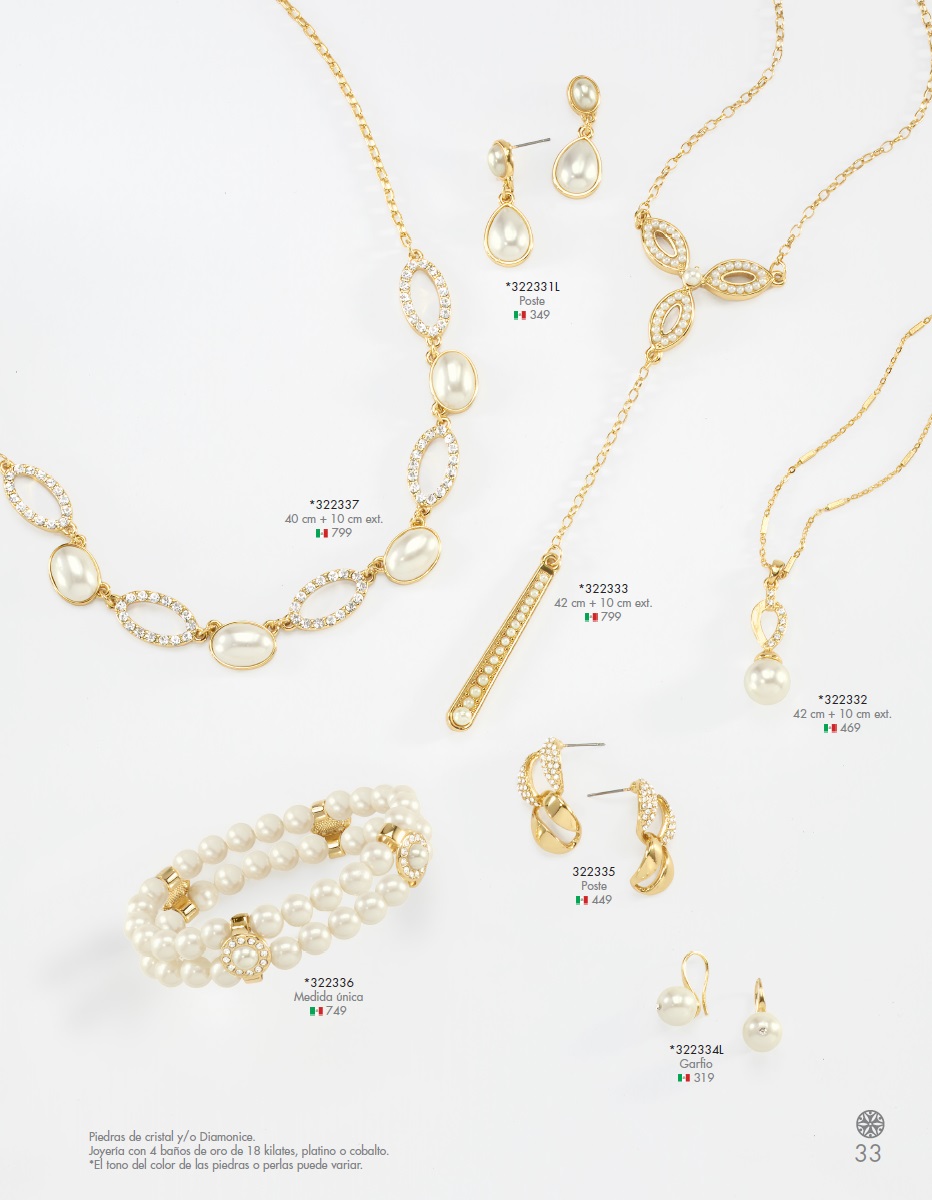 *322331L
Poste
349
*322337
40 cm + 10 cm ext.
799
*322333
42 cm + 10 cm ext.
799
*322332
42 cm + 10 cm ext.
469
322335
Poste
449
*322336
Medida única
749
*322334L
Garfio
319
Piedras de cristal y/o Diamonice.
Joyería con 4 baños de oro de 18 kilates, platino o cobalto.
*El tono del color de las piedras o perlas puede variar.
33